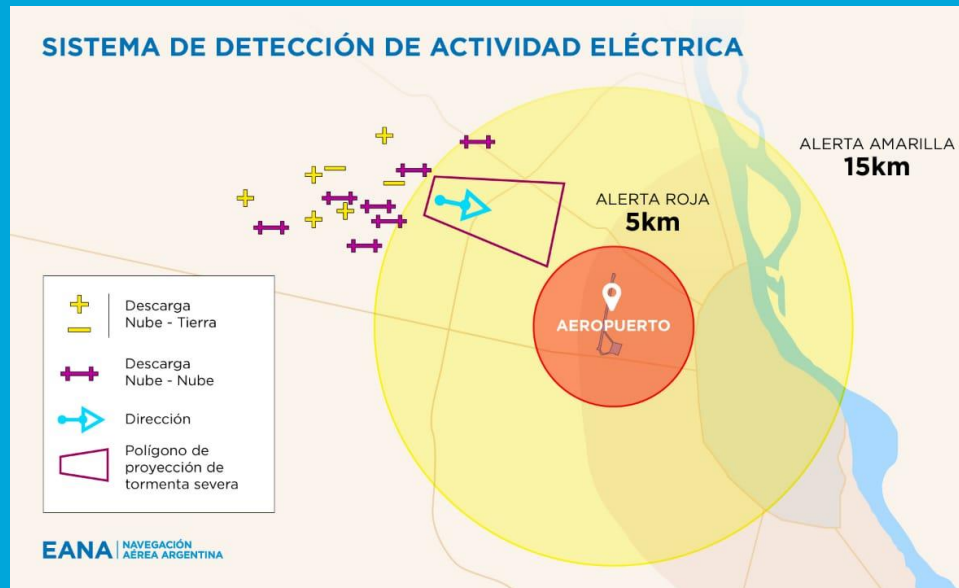 SISTEMA DE DETECCIÓN DE ACTIVIDAD ELÉCTRICA
ALERTA AMARILLA
15km
ALERTA ROJA
5km
AEROPUERTO
Descarga
Nube - Tierra
Descarga
Nube - Nube
Dirección
Polígono de
proyección de
tormenta severa
EANA NAVEGACIÓN
AÉREA ARGENTINA